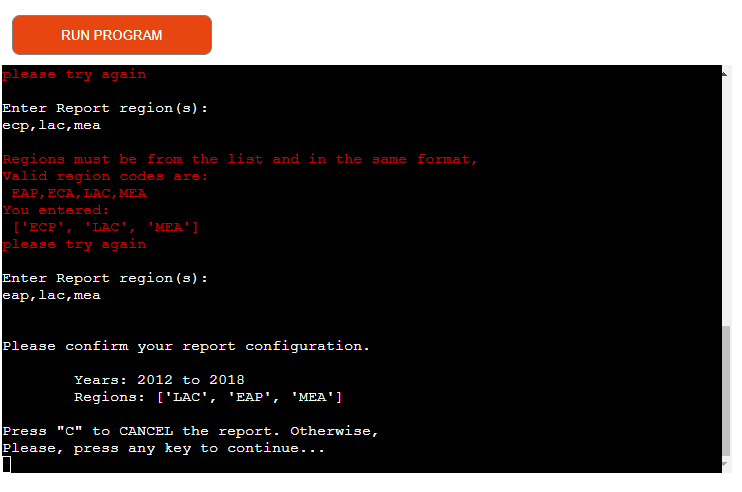 RUN PROGRAM
please try again
Enter Report region(s):
ecp,lac,mea
Regions must be from the list and in the same format,
Valid region codes are:
EAP,ECA,LAC,MEA
You entered:
['ECP', 'LAC', 'MEA']
please try again
Enter Report region(s):
eap,lac,mea
Please confirm your report configuration.
Years: 2012 to 2018
Regions: ['LAC', 'EAP', 'MEA']
Press "C" to CANCEL the report. Otherwise,
Please, press any key to continue...